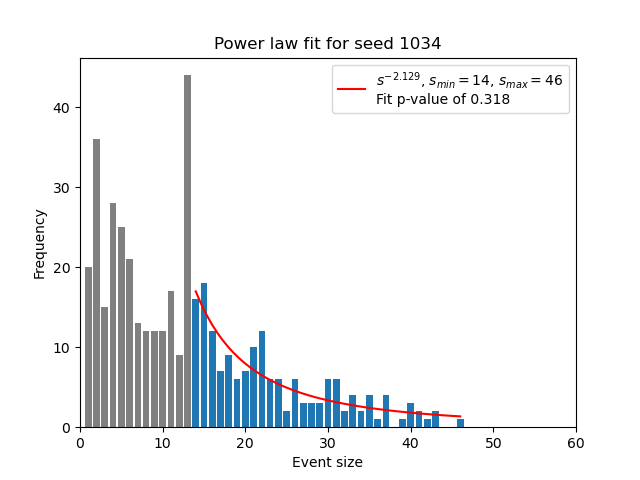 Power law fit for seed 1034
s^{-2.129}, s_{min} = 14, s_{max} = 46
Fit p-value of 0.318
Frequency
40
30
20
10
0
0 10 20 30 40 50 60
Event size